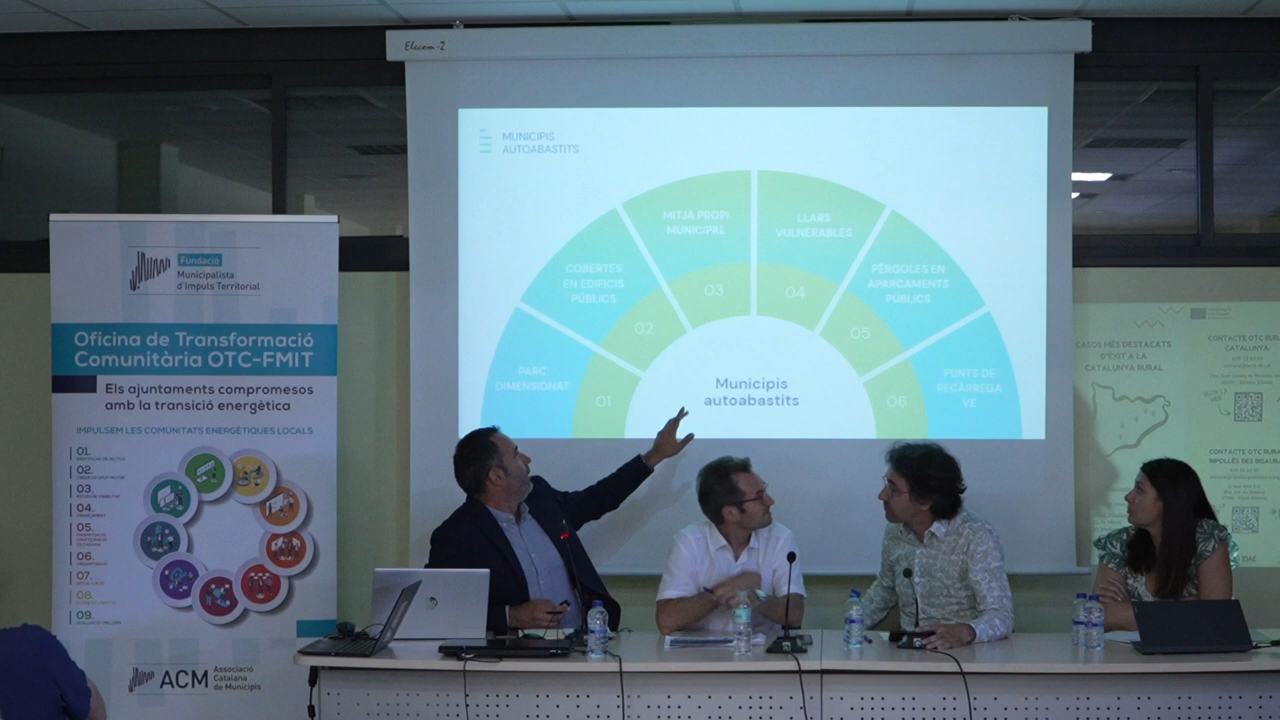 Elecom-2
MUNICIPIS
AUTOABASTITS
PARC
DIMENSIONAT
01
COBERTES
EN EDIFICIS
PÚBLICS
02
MITJÀ PROPI
MUNICIPAL
03
LLARS
VULNERABLES
04
PÈRGOLES EN
APARCAMENTS
PÚBLICS
05
PUNTS DE
RECÀRREGA
VE
06
Municipis
autoabastits
Fundació
Municipalista
d'Impuls Territorial
Oficina de Transformació
Comunitària OTC-FMIT
Els ajuntaments compromesos
amb la transició energètica
IMPULSEM LES COMUNITATS ENERGÈTIQUES LOCALS
01.
02.
03.
04.
05.
06.
07.
08.
09.
ACM
Associació
Catalana
de Municipis
CASOS MÉS DESTACATS
D'ÈXIT A LA
CATALUNYA RURAL
CONTACTE OTC RURAL
CATALUNYA:
CONTACTE OTC RURAL
RIPOLLÈS DES BISAURA